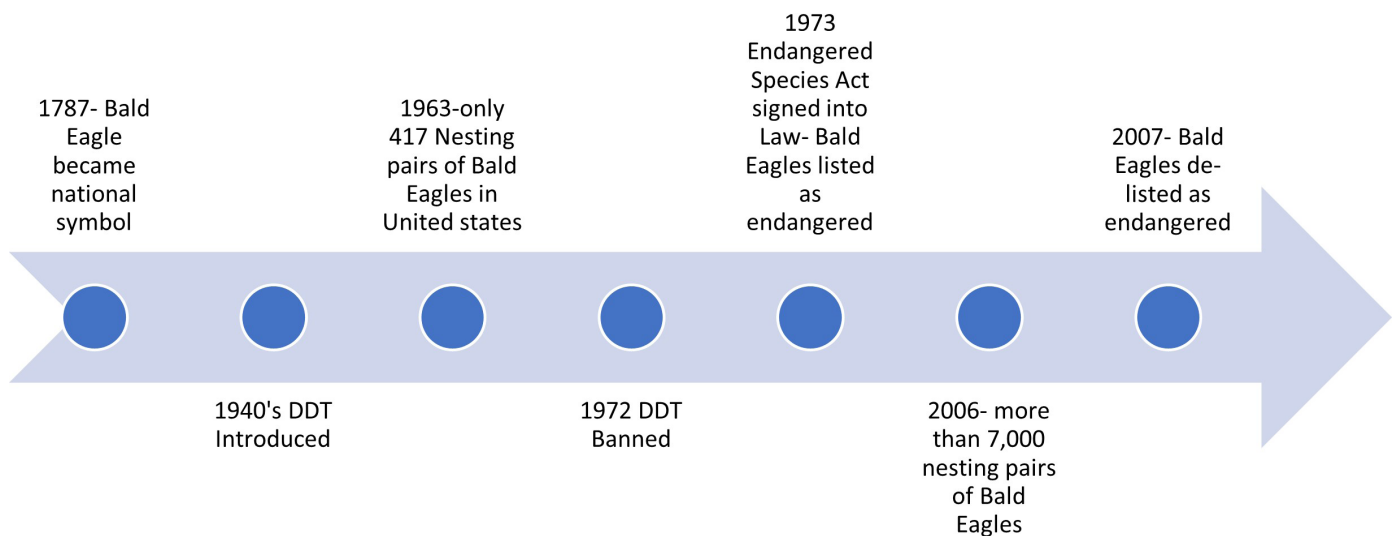 1787- Bald
Eagle
became
national
symbol
1940's DDT
Introduced
1963-only
417 Nesting
pairs of Bald
Eagles in
United states
1972 DDT
Banned
1973
Endangered
Species Act
signed into
Law- Bald
Eagles listed
as
endangered
2006- more
than 7,000
nesting pairs
of Bald
Eagles
2007- Bald
Eagles de-
listed as
endangered